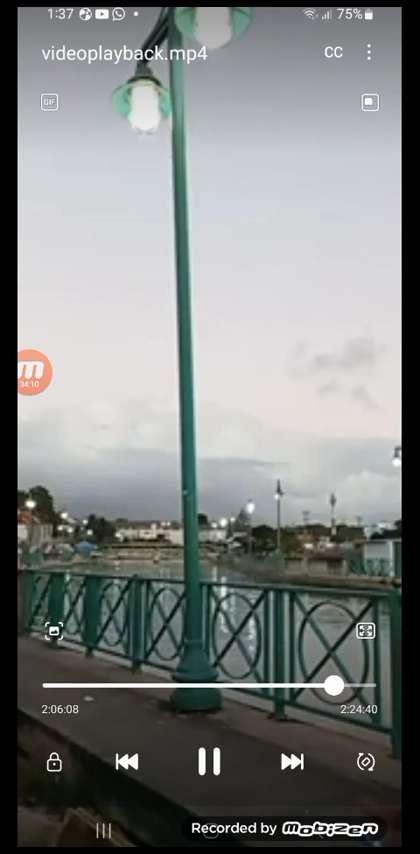 1:37 75%
videoplayback.mp4 CC
GIF
m
34:10
2:06:08 2:24:40
Recorded by mobizen